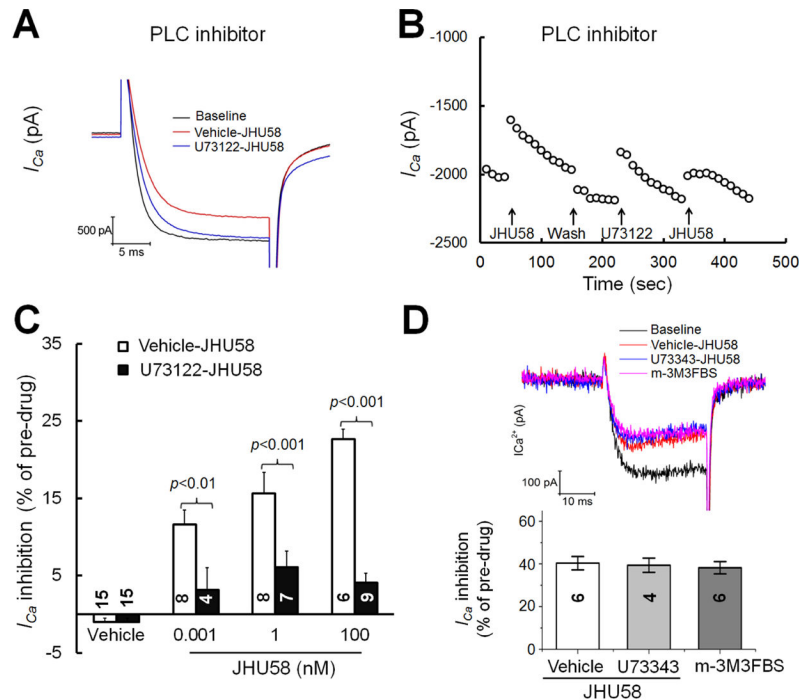 A
PLC inhibitor
I Ca (pA)
Baseline
Vehicle-JHU58
U73122-JHU58
500 pA
5 ms
B
PLC inhibitor
I Ca (pA)
-1000
-1500
-2000
-2500
JHU58
Wash
U73122
JHU58
0 100 200 300 400 500
Time (sec)
C
I Ca inhibition (% of pre-drug)
35
25
15
5
-5
Vehicle-JHU58
U73122-JHU58
p<0.01
p<0.001
p<0.001
15 15 8 4 8 7 6 9
Vehicle 0.001 1 100
JHU58 (nM)
D
Baseline
Vehicle-JHU58
U73343-JHU58
m-3M3FBS
ICa²⁺ (pA)
100 pA
10 ms
I Ca inhibition
(% of pre-drug)
60
40
20
0
6 4 6
Vehicle U73343 m-3M3FBS
JHU58